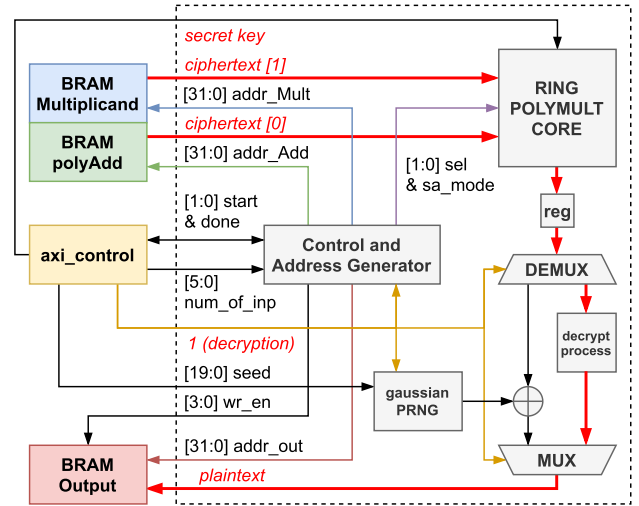 secret key
ciphertext [1]
BRAM
Multiplicand
[31:0] addr_Mult
RING
POLYMULT
CORE
ciphertext [0]
BRAM
polyAdd
[31:0] addr_Add
[1:0] sel
& sa_mode
[1:0] start
& done
reg
axi_control
Control and
Address Generator
DEMUX
[5:0]
num_of_inp
1 (decryption)
decrypt
process
[19:0] seed
gaussian
PRNG
[3:0] wr_en
[31:0] addr_out
BRAM
Output
MUX
plaintext